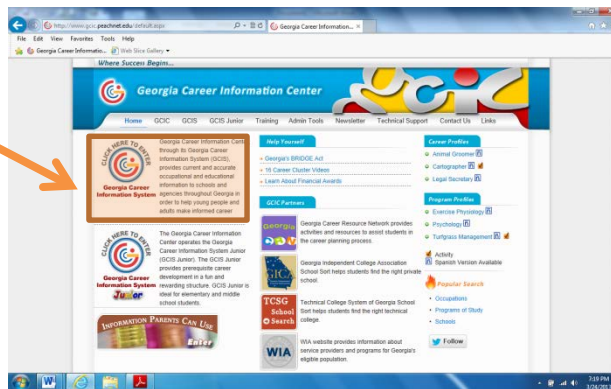 http://www.gcic.peachnet.edu/default.aspx
Georgia Career Information...
File Edit View Favorites Tools Help
Georgia Career Informatio... Web Slice Gallery
Where Success Begins...
Georgia Career Information Center
gcic
Home GCIC GCIS GCIS Junior Training Admin Tools Newsletter Technical Support Contact Us Links
CLICK HERE TO ENTER
Georgia Career
Information System
Georgia Career Information Center
through its Georgia Career
Information System (GCIS),
provides current and accurate
occupational and educational
information to schools and
agencies throughout Georgia in
order to help young people and
adults make informed career
CLICK HERE TO ENTER
Georgia Career
Information System
Junior
The Georgia Career
Information Center
operates the Georgia
Career Information System Junior
(GCIS Junior). The GCIS Junior
provides prerequisite career
development in a fun and
rewarding structure. GCIS Junior is
ideal for elementary and middle
school students.
INFORMATION PARENTS CAN USE
Enter
Help Yourself
Georgia's BRIDGE Act
16 Career Cluster Videos
Learn About Financial Awards
GCIC Partners
Georgia
Georgia Career Resource Network provides
activities and resources to assist students in
the career planning process.
GICA
Georgia Independent College Association
School Sort helps students find the right private
school.
TCSG
School
Search
Technical College System of Georgia School
Sort helps students find the right technical
college.
WIA
WIA website provides information about
service providers and programs for Georgia's
eligible population.
Career Profiles
Animal Groomer
Cartographer
Legal Secretary
Program Profiles
Exercise Physiology
Psychology
Turfgrass Management
Activity
Spanish Version Available
Popular Search
Occupations
Programs of Study
Schools
Follow
7:19 PM